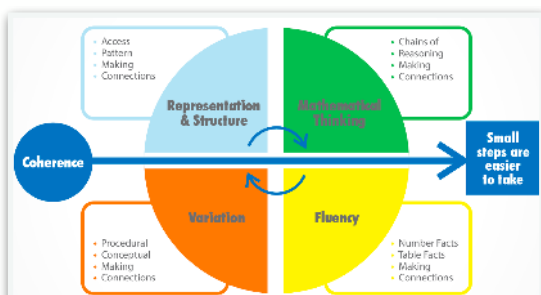 Access
Pattern
Making
Connections
Chains of
Reasoning
Making
Connections
Representation
& Structure
Mathematical
Thinking
Coherence
Small
steps are
easier
to take
Variation
Fluency
Procedural
Conceptual
Making
Connections
Number Facts
Table Facts
Making
Connections